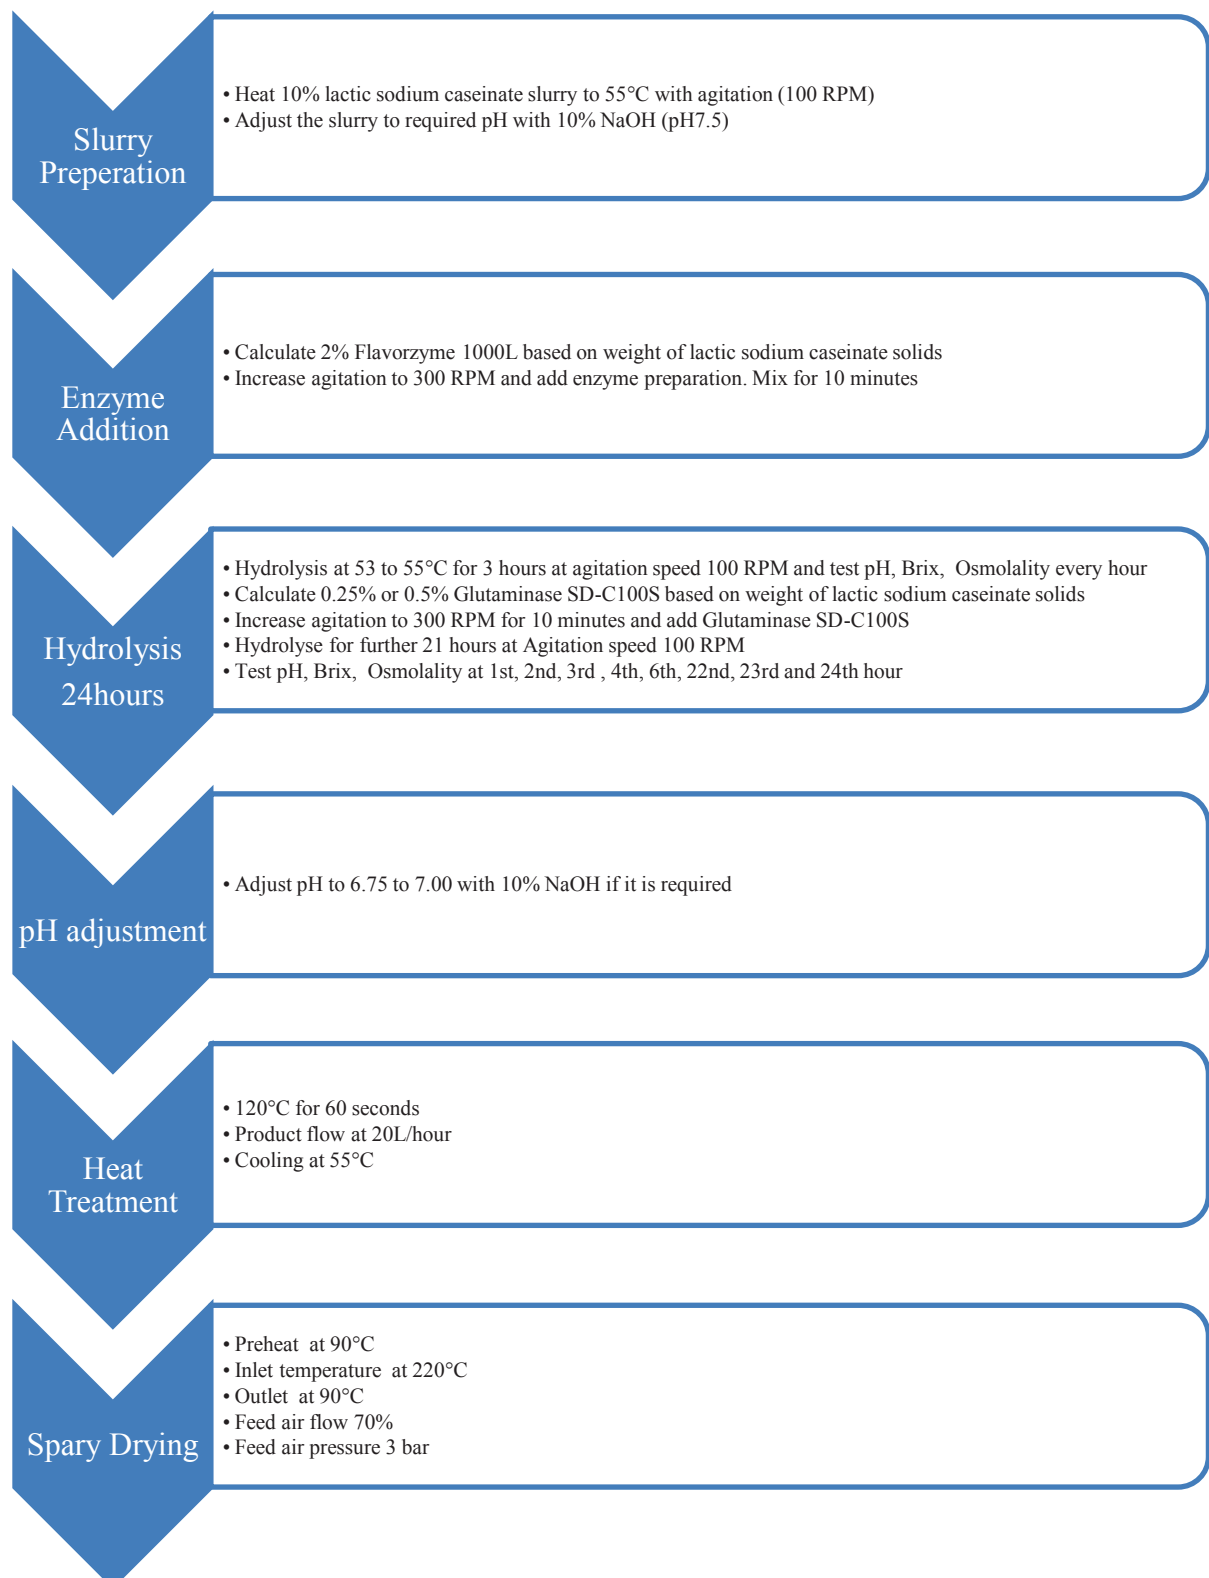 Slurry
Preperation
• Heat 10% lactic sodium caseinate slurry to 55°C with agitation (100 RPM)
• Adjust the slurry to required pH with 10% NaOH (pH7.5)
Enzyme
Addition
• Calculate 2% Flavorzyme 1000L based on weight of lactic sodium caseinate solids
• Increase agitation to 300 RPM and add enzyme preparation. Mix for 10 minutes
Hydrolysis
24hours
• Hydrolysis at 53 to 55°C for 3 hours at agitation speed 100 RPM and test pH, Brix, Osmolality every hour
• Calculate 0.25% or 0.5% Glutaminase SD-C100S based on weight of lactic sodium caseinate solids
• Increase agitation to 300 RPM for 10 minutes and add Glutaminase SD-C100S
• Hydrolyse for further 21 hours at Agitation speed 100 RPM
• Test pH, Brix, Osmolality at 1st, 2nd, 3rd , 4th, 6th, 22nd, 23rd and 24th hour
pH adjustment
• Adjust pH to 6.75 to 7.00 with 10% NaOH if it is required
Heat
Treatment
• 120°C for 60 seconds
• Product flow at 20L/hour
• Cooling at 55°C
Spary Drying
• Preheat at 90°C
• Inlet temperature at 220°C
• Outlet at 90°C
• Feed air flow 70%
• Feed air pressure 3 bar